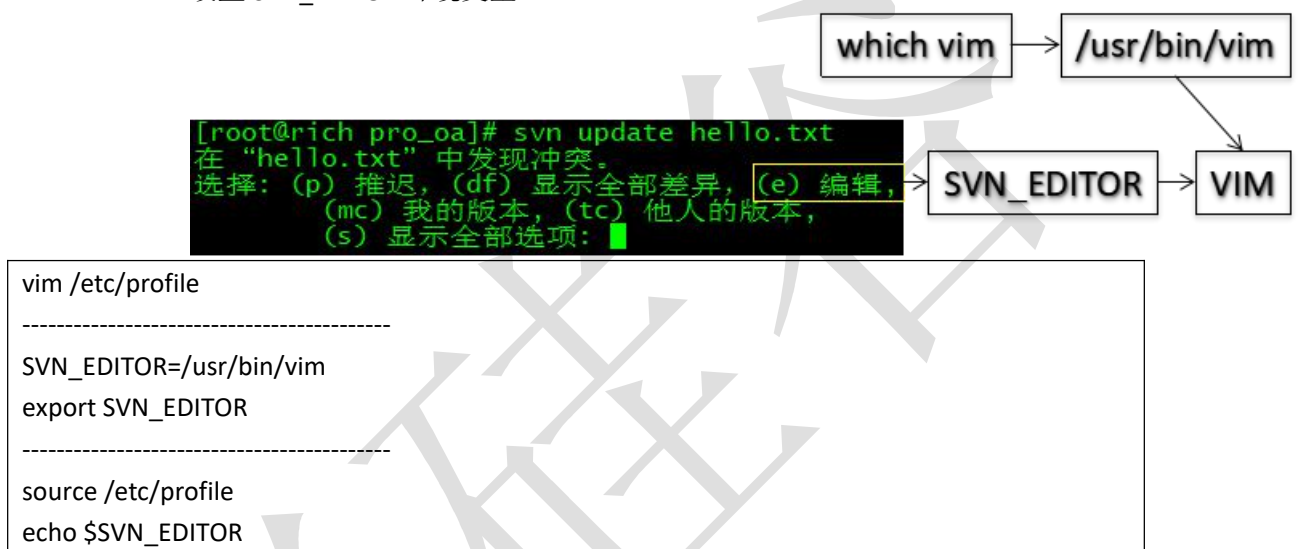 which vim
/usr/bin/vim
[root@rich pro_oa]# svn update hello.txt
在 “hello.txt” 中发现冲突。
选择: (p) 推迟, (df) 显示全部差异, (e) 编辑,
(mc) 我的版本, (tc) 他人的版本,
(s) 显示全部选项:
SVN_EDITOR
VIM
vim /etc/profile
-------------------------------------------
SVN_EDITOR=/usr/bin/vim
export SVN_EDITOR
-------------------------------------------
source /etc/profile
echo $SVN_EDITOR